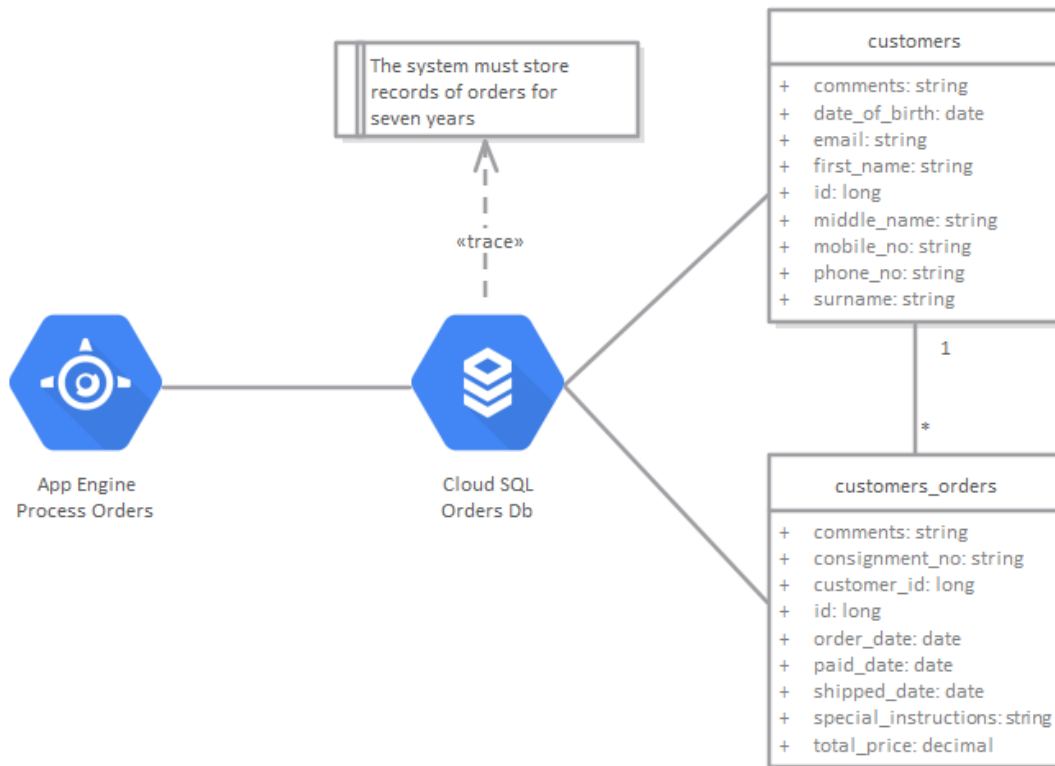 The system must store
records of orders for
seven years
«trace»
App Engine
Process Orders
Cloud SQL
Orders Db
customers
+ comments: string
+ date_of_birth: date
+ email: string
+ first_name: string
+ id: long
+ middle_name: string
+ mobile_no: string
+ phone_no: string
+ surname: string
1
*
customers_orders
+ comments: string
+ consignment_no: string
+ customer_id: long
+ id: long
+ order_date: date
+ paid_date: date
+ shipped_date: date
+ special_instructions: string
+ total_price: decimal